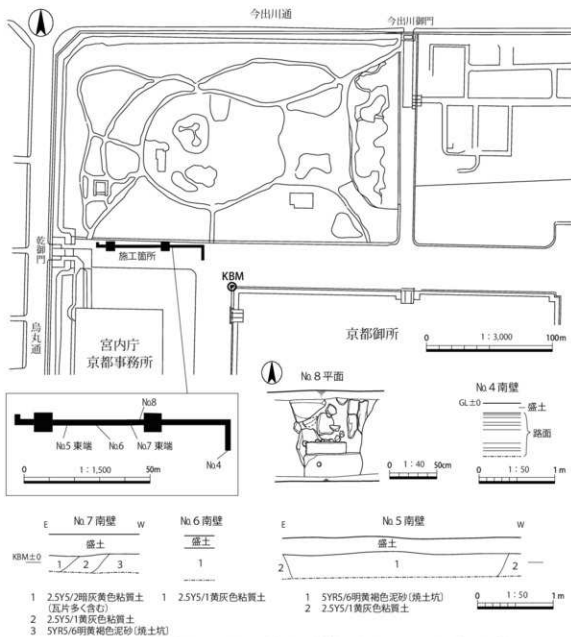 今出川通
今出川御門
乾御門
施工箇所
KBM
烏丸通
宮内庁
京都事務所
京都御所
0 1：3,000 100m
No.8
No.5 東端
No.6
No.7 東端
No.4
0 1：1,500 50m
No.8 平面
0 1：40 50cm
No.4 南壁
GL±0
盛土
路面
0 1：50 1 m
E No.7 南壁 W
盛土
KBM±0
1 2 3
1 2.5Y5/2暗灰黄色粘質土
（瓦片多く含む）
2 2.5Y5/1黄灰色粘質土
3 5YR5/6明黄褐色泥砂（焼土坑）
No.6 南壁
盛土
1
1 2.5Y5/1黄灰色粘質土
E No.5 南壁 W
盛土
2 1 2
1 5YR5/6明黄褐色泥砂（焼土坑）
2 2.5Y5/1黄灰色粘質土
0 1：50 1 m